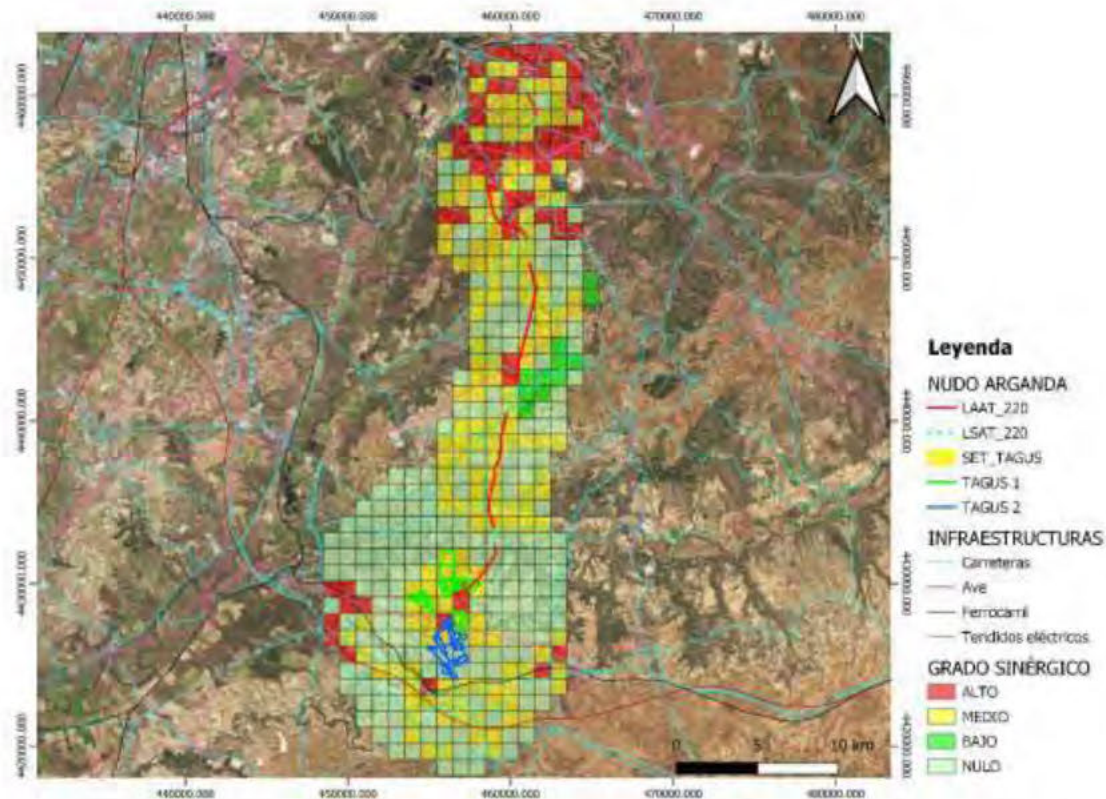 440000.000 450000.000 460000.000 470000.000 480000.000
N
Leyenda
NUDO ARGANDA
LAAT_220
LSAT_220
SET_TAGUS
TAGUS 1
TAGUS 2
INFRAESTRUCTURAS
Carreteras
Ave
Ferrocarril
Tendidos eléctricos
GRADO SINÉRGICO
ALTO
MEDIO
BAJO
NULO
0 5 10 km
440000.000 450000.000 460000.000 470000.000 480000.000